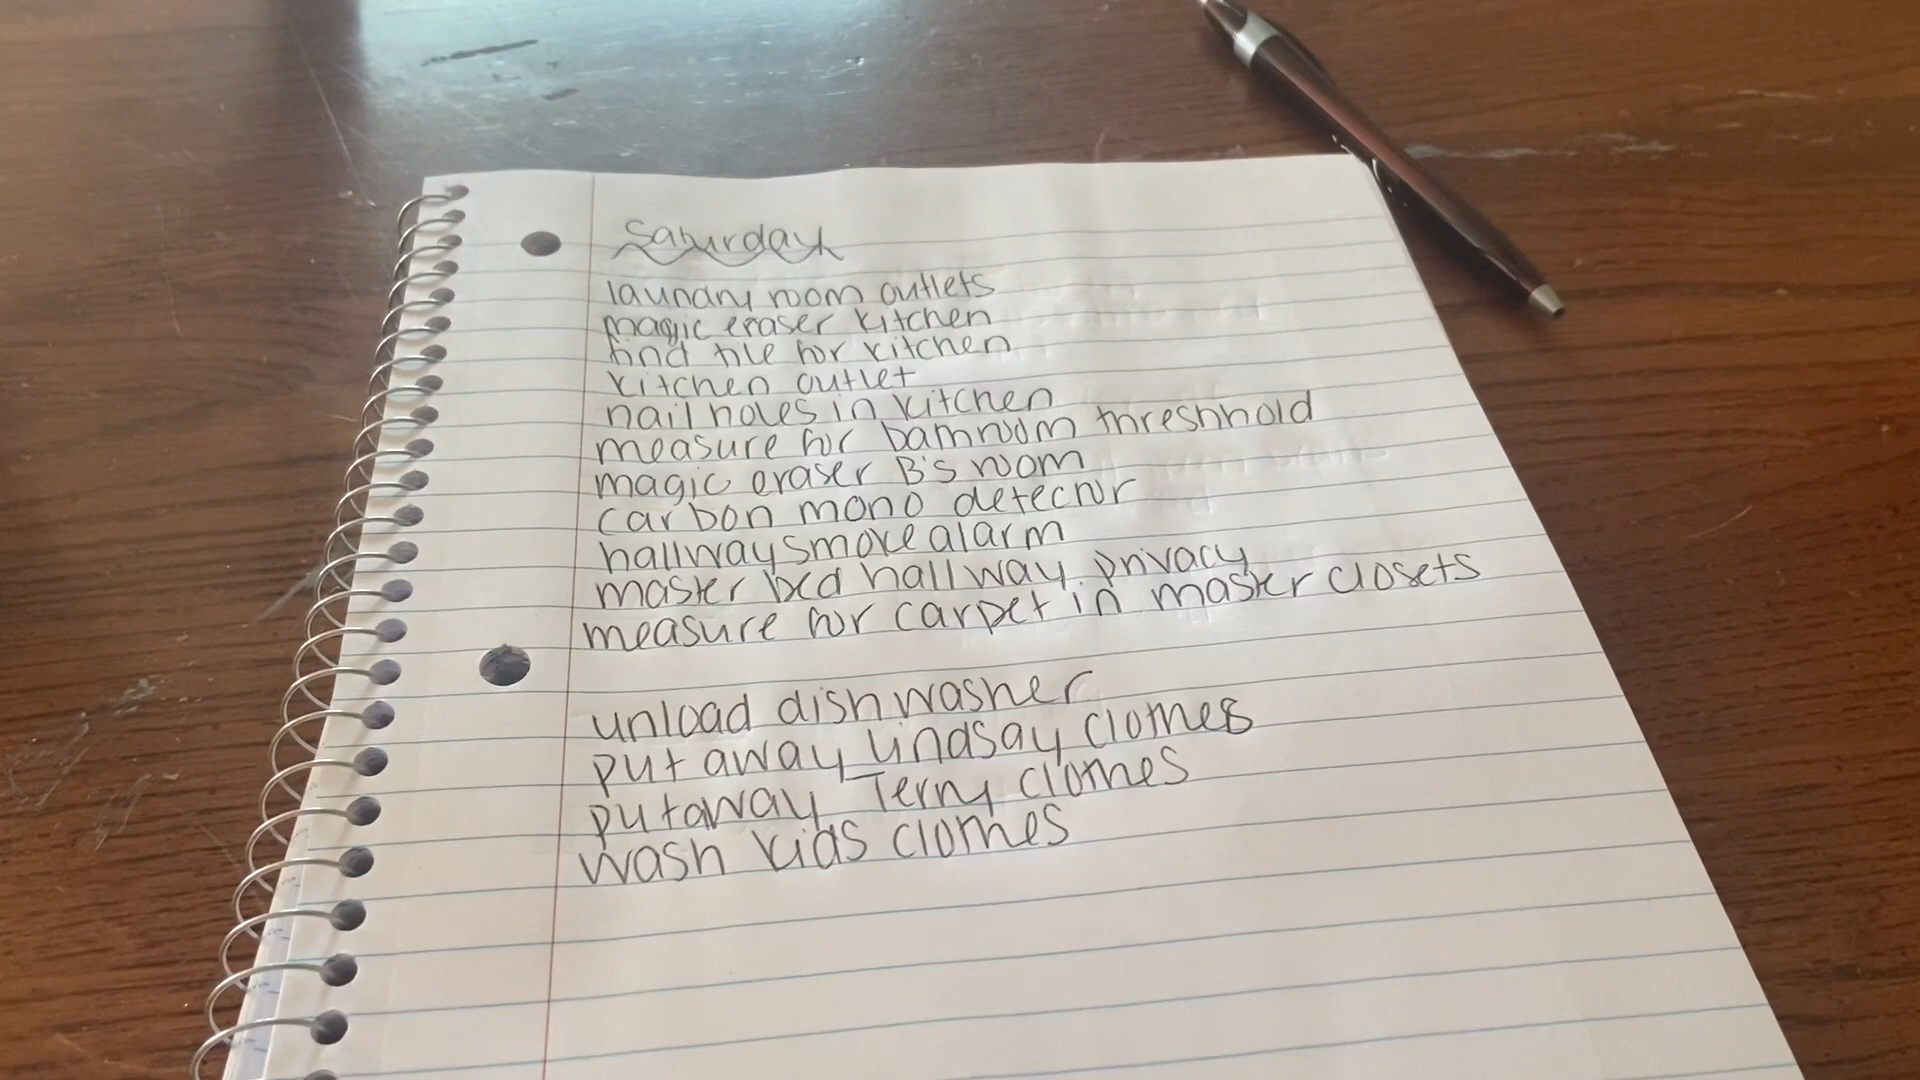 Saturday
laundry room outlets
magic eraser kitchen
find tile for kitchen
kitchen outlet
nail holes in kitchen
measure for bathroom threshhold
magic eraser B's room
carbon mono detector
hallway smoke alarm
master bed hallway privacy
measure for carpet in master closets
unload dishwasher
put away Lindsay clothes
put away Terry clothes
wash kids clothes